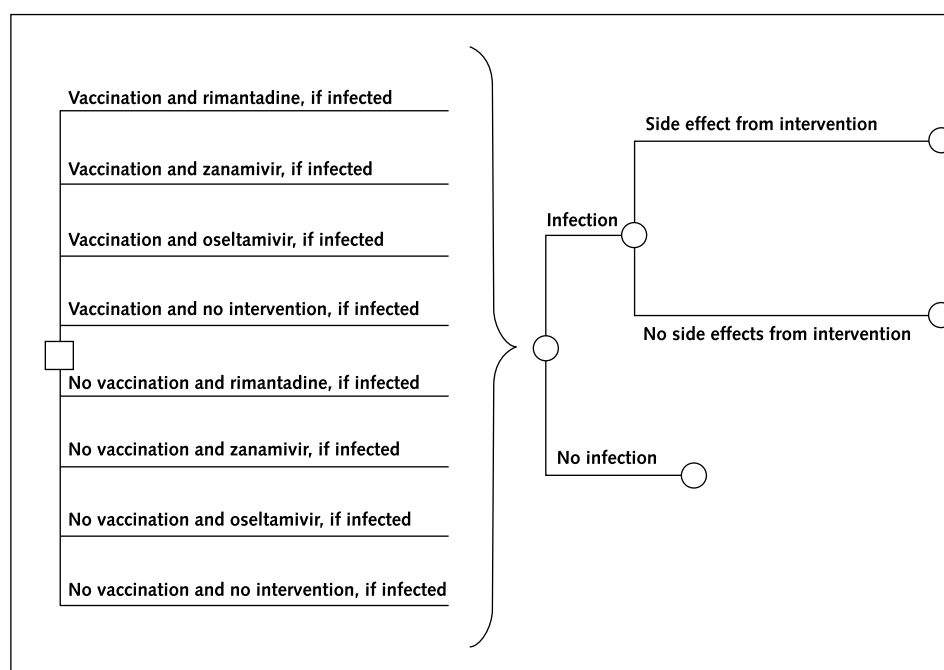 Vaccination and rimantadine, if infected
Vaccination and zanamivir, if infected
Vaccination and oseltamivir, if infected
Vaccination and no intervention, if infected
No vaccination and rimantadine, if infected
No vaccination and zanamivir, if infected
No vaccination and oseltamivir, if infected
No vaccination and no intervention, if infected
Side effect from intervention
Infection
No side effects from intervention
No infection